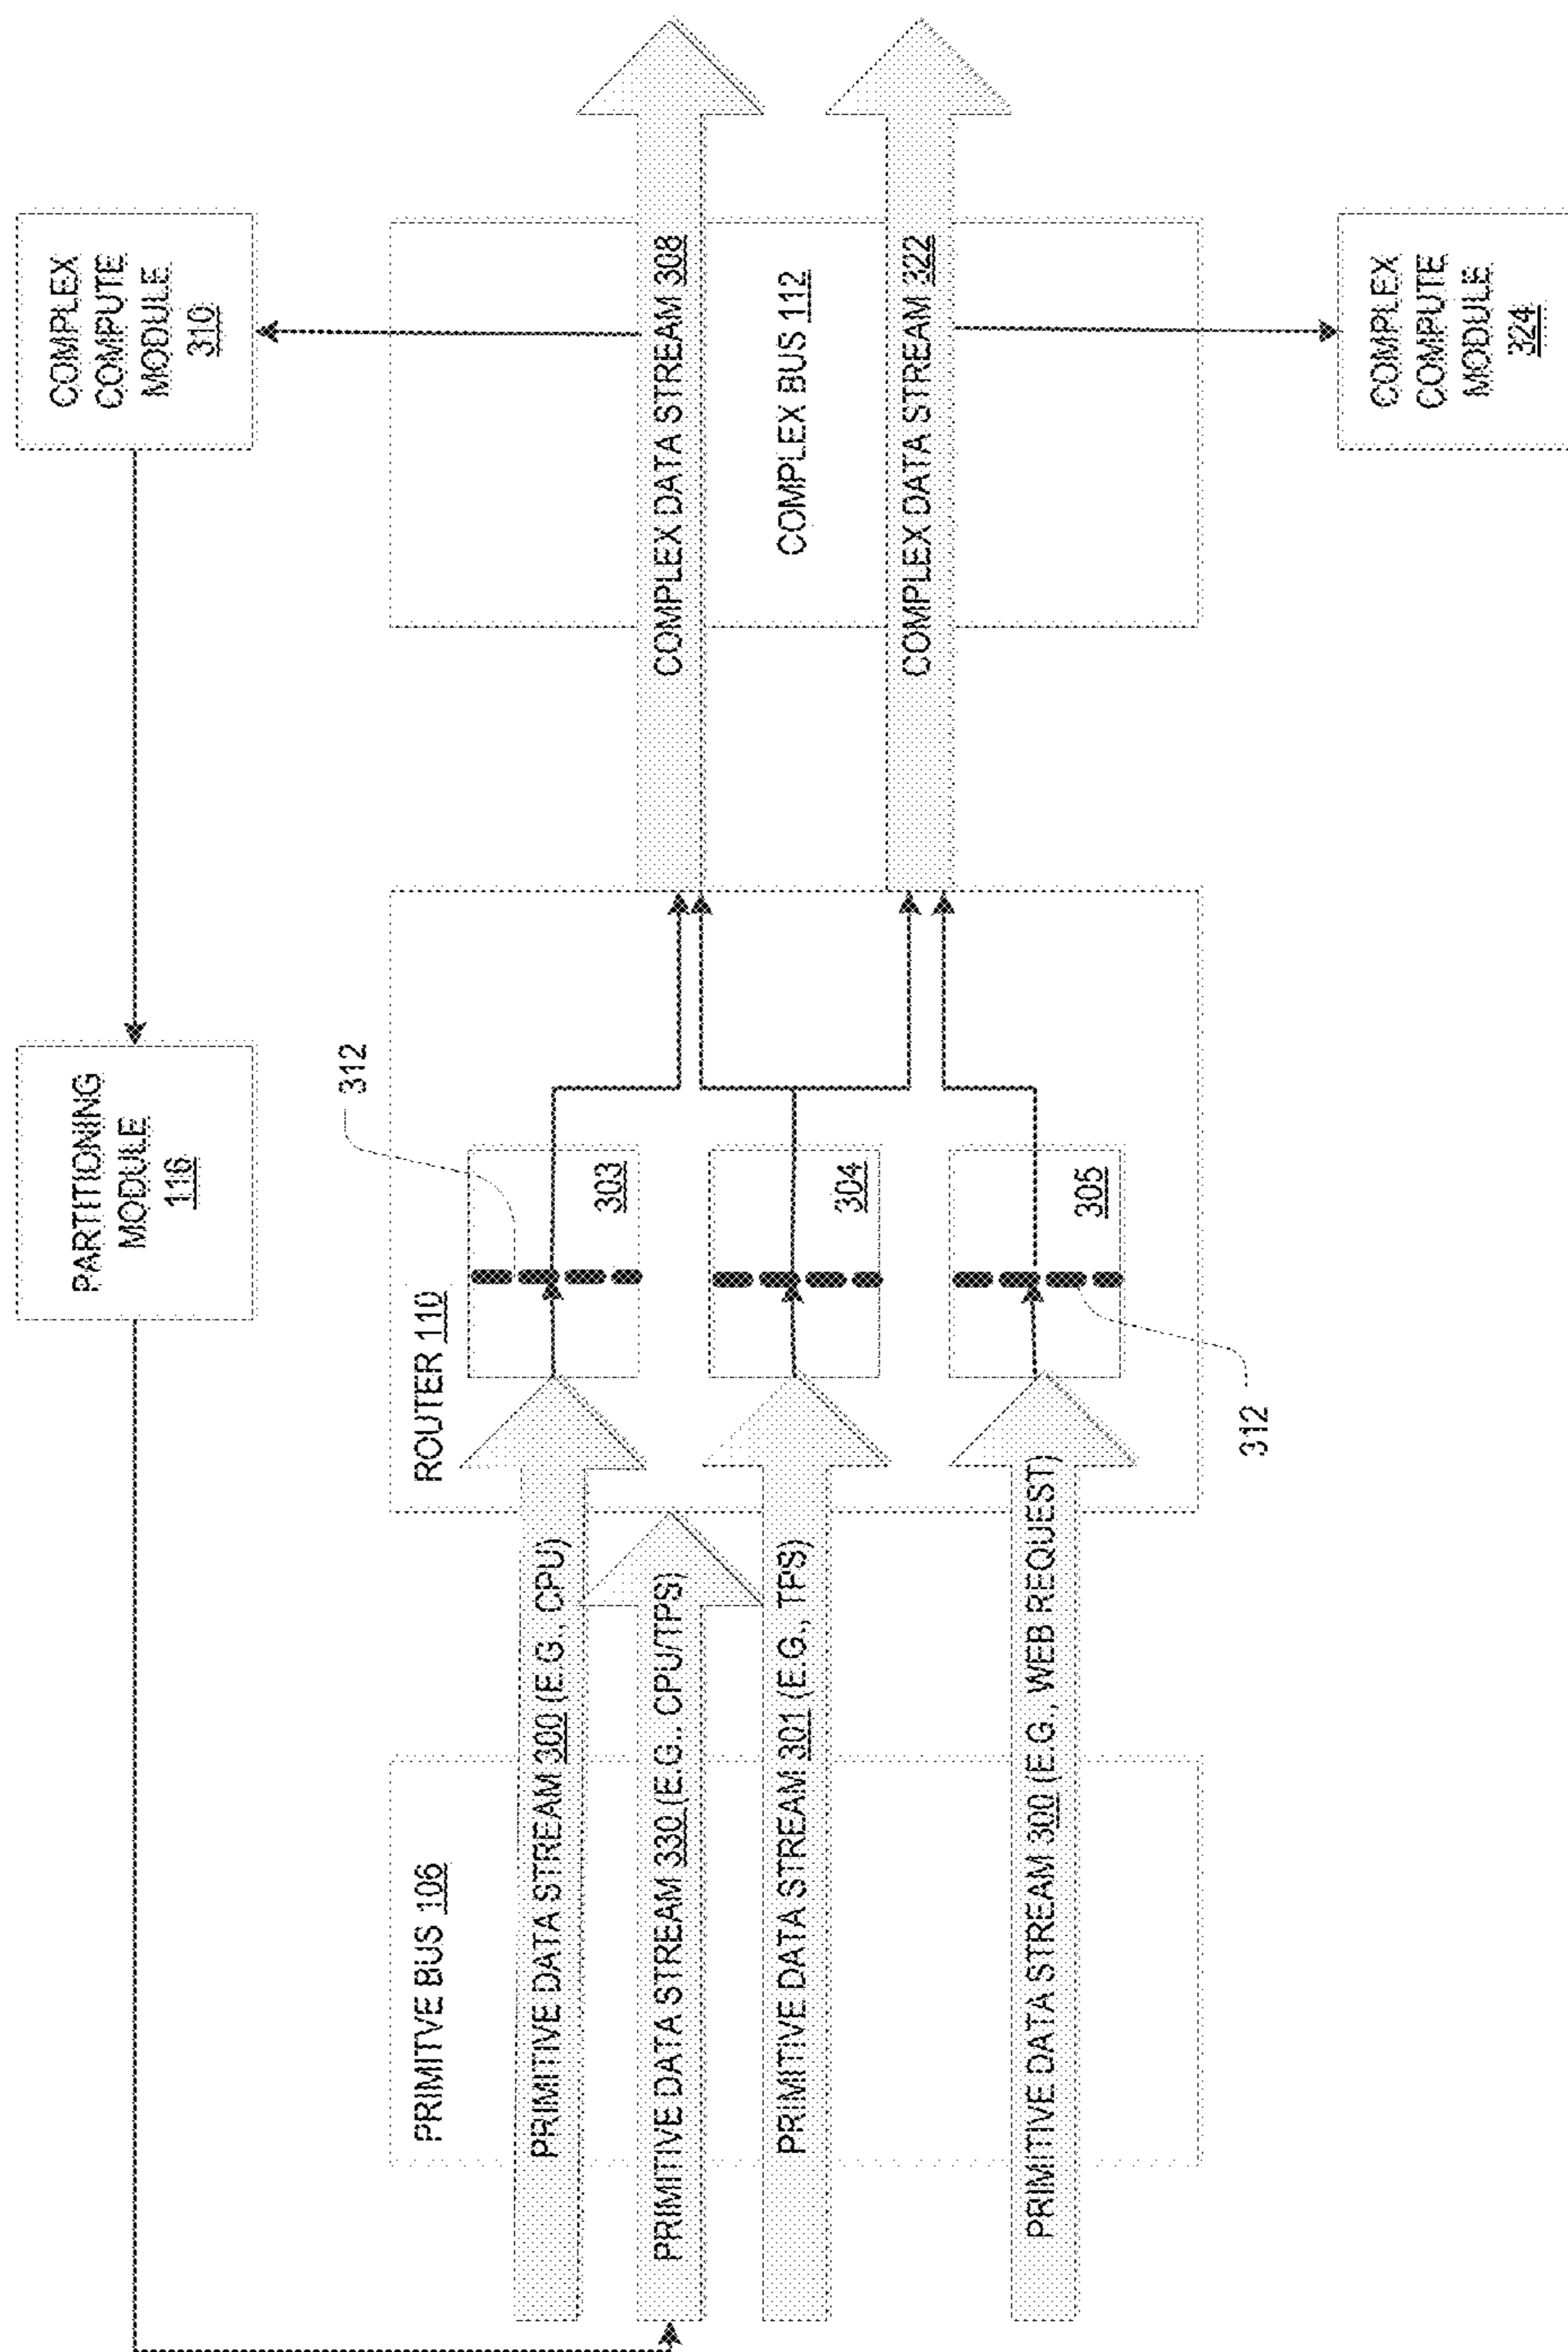 PARTITIONING
MODULE
116
COMPLEX
COMPUTE
MODULE
310
312
PRIMITVE BUS 106
ROUTER 110
PRIMITIVE DATA STREAM 300 (E.G., CPU)
303
COMPLEX DATA STREAM 308
PRIMITIVE DATA STREAM 330 (E.G., CPU/TPS)
COMPLEX BUS 112
PRIMITIVE DATA STREAM 301 (E.G., TPS)
304
COMPLEX DATA STREAM 322
PRIMITIVE DATA STREAM 300 (E.G., WEB REQUEST)
305
312
COMPLEX
COMPUTE
MODULE
324